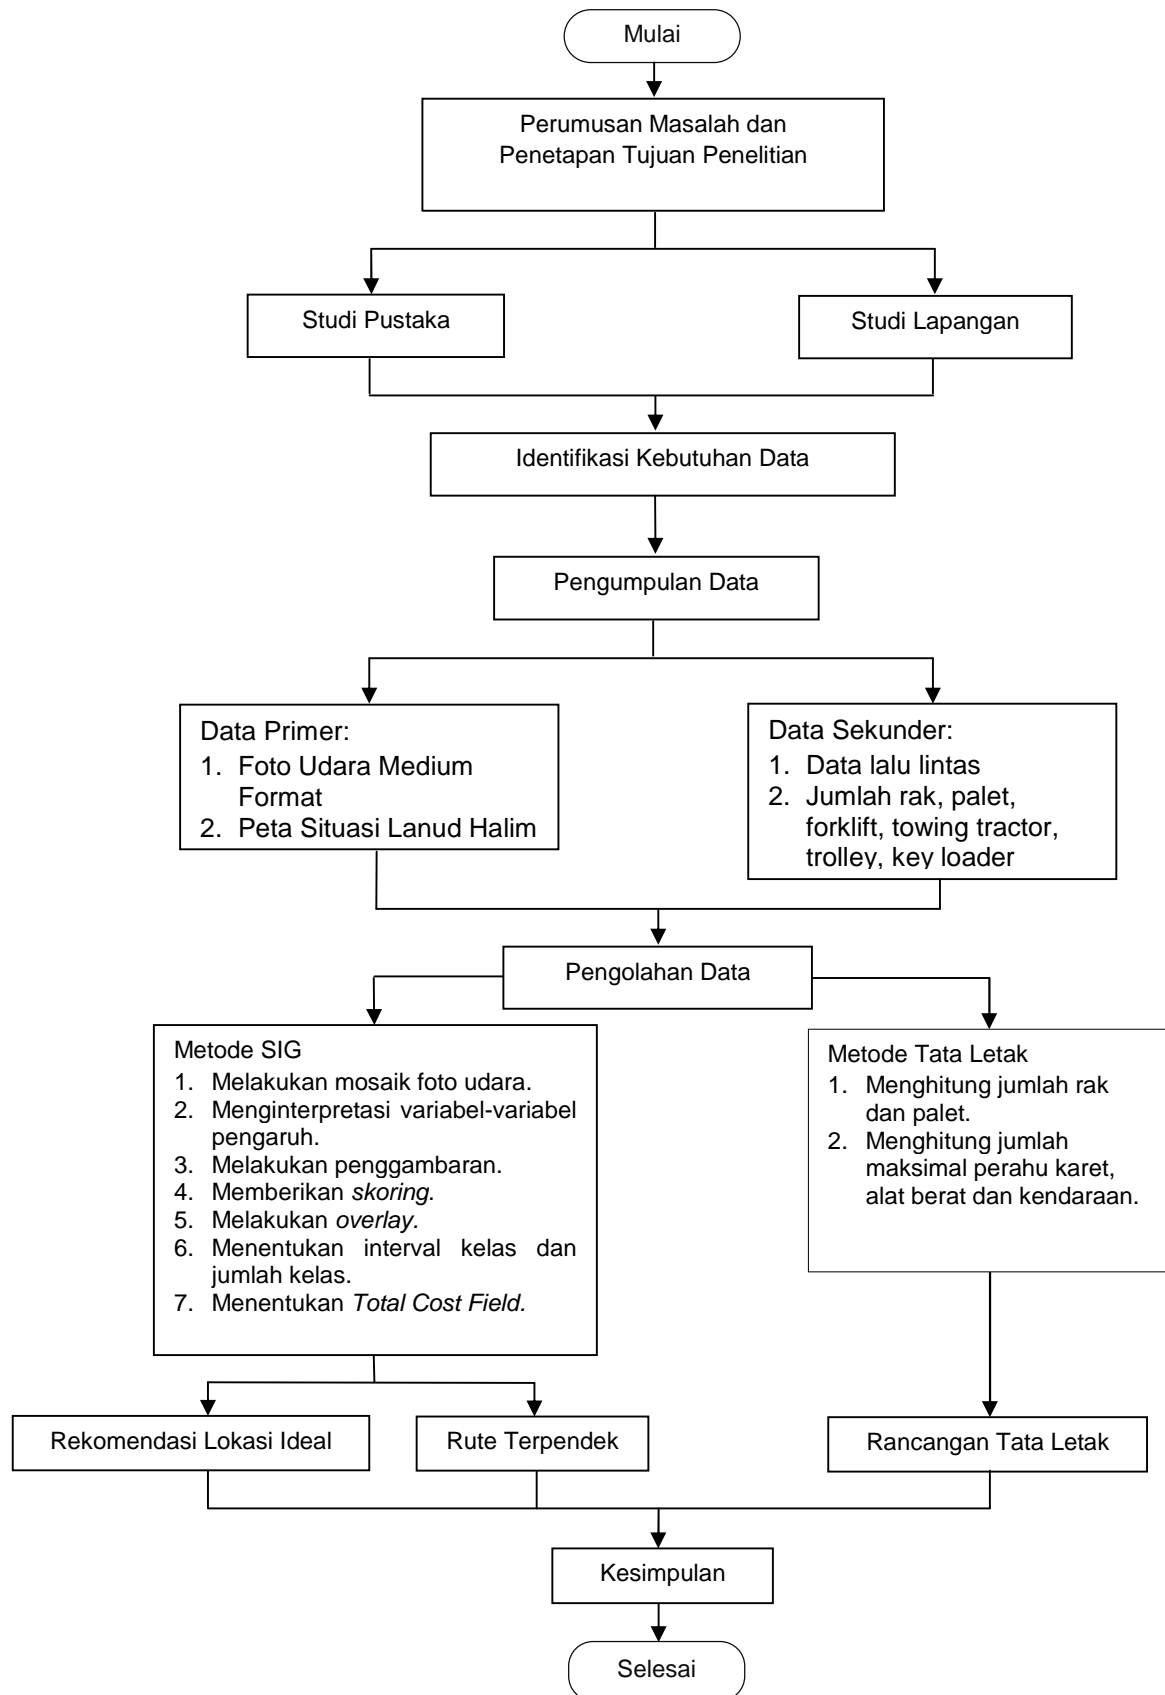 Mulai
Perumusan Masalah dan
Penetapan Tujuan Penelitian
Studi Pustaka
Studi Lapangan
Identifikasi Kebutuhan Data
Pengumpulan Data
Data Primer:
1. Foto Udara Medium
Format
2. Peta Situasi Lanud Halim
Data Sekunder:
1. Data lalu lintas
2. Jumlah rak, palet,
forklift, towing tractor,
trolley, key loader
Pengolahan Data
Metode SIG
1. Melakukan mosaik foto udara.
2. Menginterpretasi variabel-variabel
pengaruh.
3. Melakukan penggambaran.
4. Memberikan skoring.
5. Melakukan overlay.
6. Menentukan interval kelas dan
jumlah kelas.
7. Menentukan Total Cost Field.
Metode Tata Letak
1. Menghitung jumlah rak
dan palet.
2. Menghitung jumlah
maksimal perahu karet,
alat berat dan kendaraan.
Rekomendasi Lokasi Ideal
Rute Terpendek
Rancangan Tata Letak
Kesimpulan
Selesai